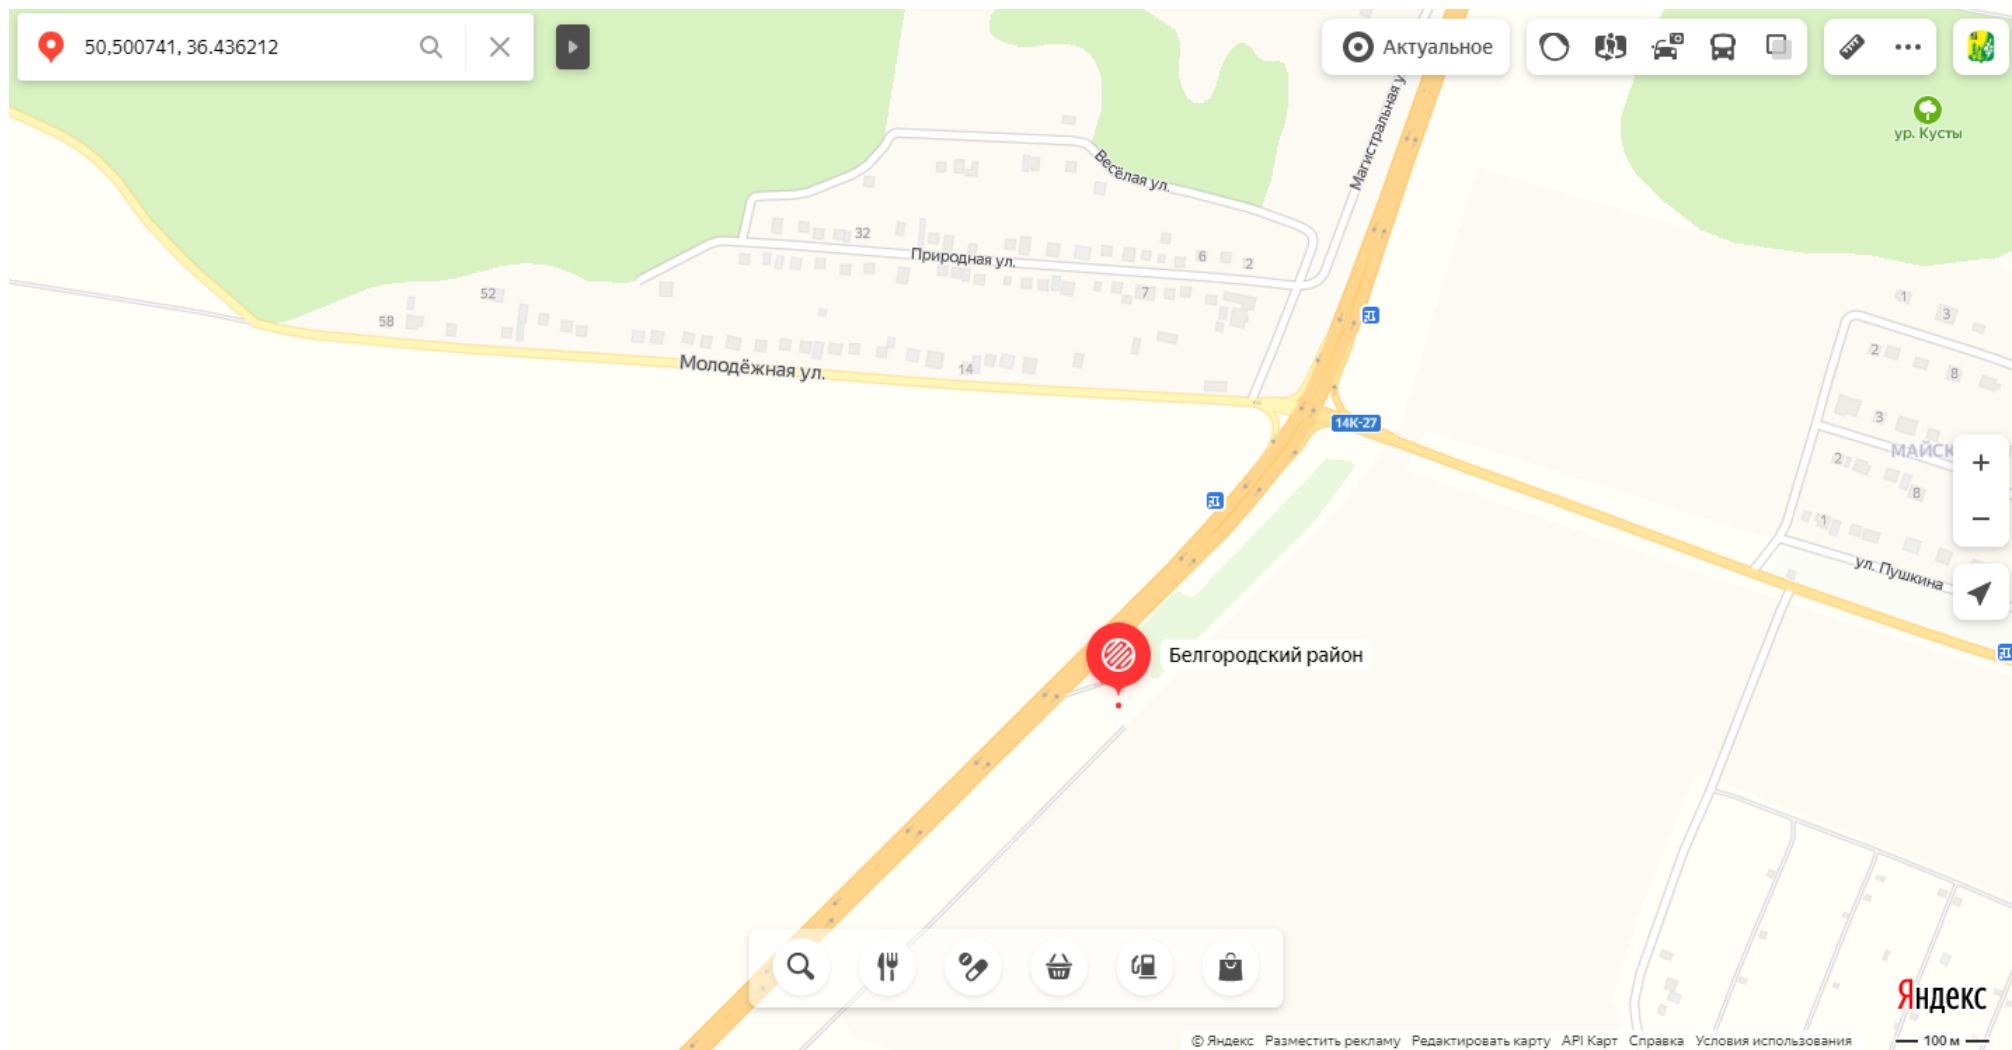 50,500741, 36.436212
Актуальное
ур. Кусты
Магистральная у
Весёлая ул.
32
Природная ул.
6
2
7
52
58
Молодёжная ул.
14
1
3
2
8
14К-27
3
МАЙСК
2
8
1
ул. Пушкина
Белгородский район
Яндекс
© Яндекс Разместить рекламу Редактировать карту API Карт Справка Условия использования
100 м